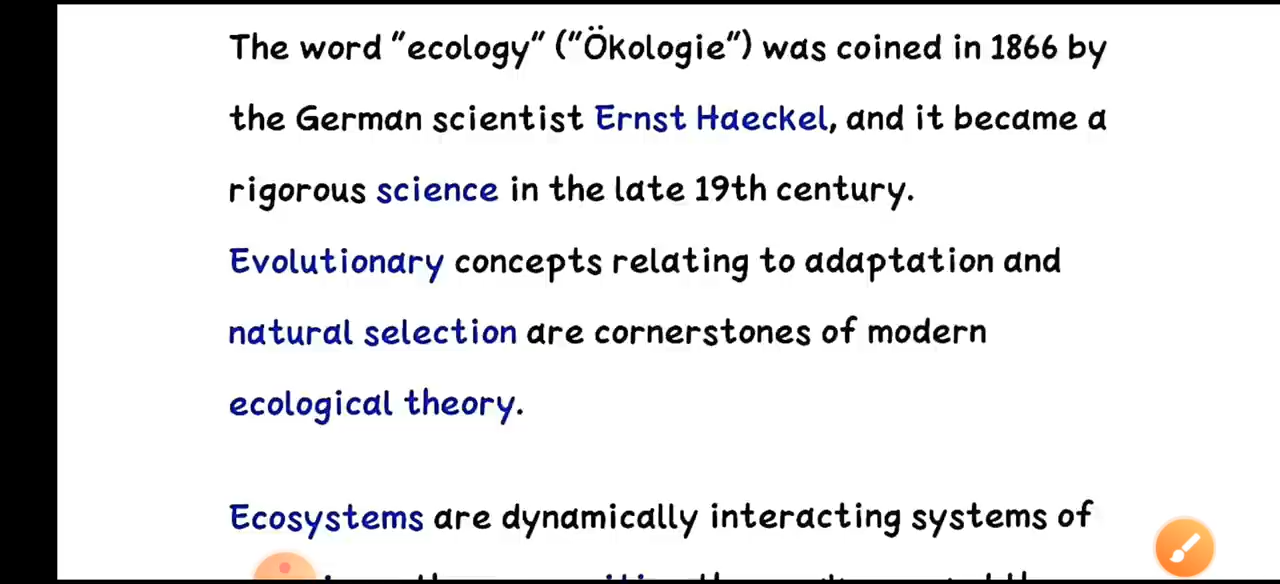 The word "ecology" ("Ökologie") was coined in 1866 by
the German scientist Ernst Haeckel, and it became a
rigorous science in the late 19th century.
Evolutionary concepts relating to adaptation and
natural selection are cornerstones of modern
ecological theory.
Ecosystems are dynamically interacting systems of